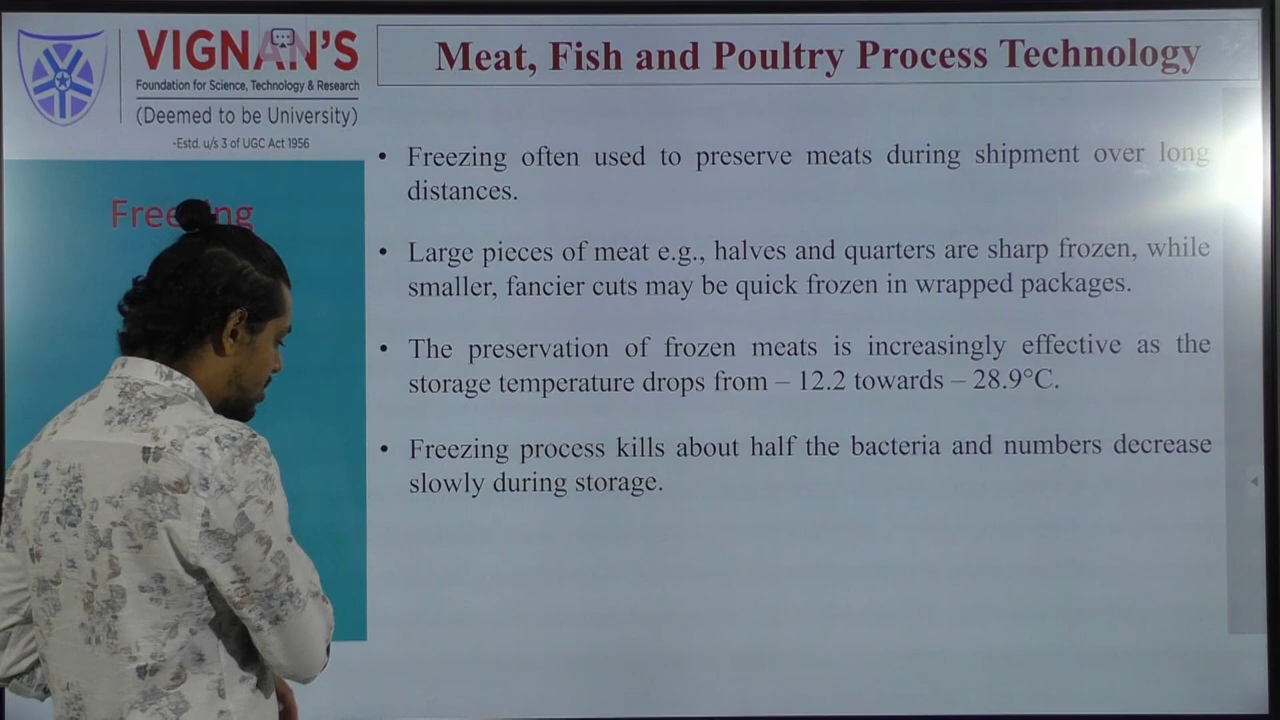 VIGNAN'S
Foundation for Science, Technology & Research
(Deemed to be University)
-Estd. u/s 3 of UGC Act 1956
Meat, Fish and Poultry Process Technology
Freezing
• Freezing often used to preserve meats during shipment over long
distances.
• Large pieces of meat e.g., halves and quarters are sharp frozen, while
smaller, fancier cuts may be quick frozen in wrapped packages.
• The preservation of frozen meats is increasingly effective as the
storage temperature drops from – 12.2 towards – 28.9°C.
• Freezing process kills about half the bacteria and numbers decrease
slowly during storage.